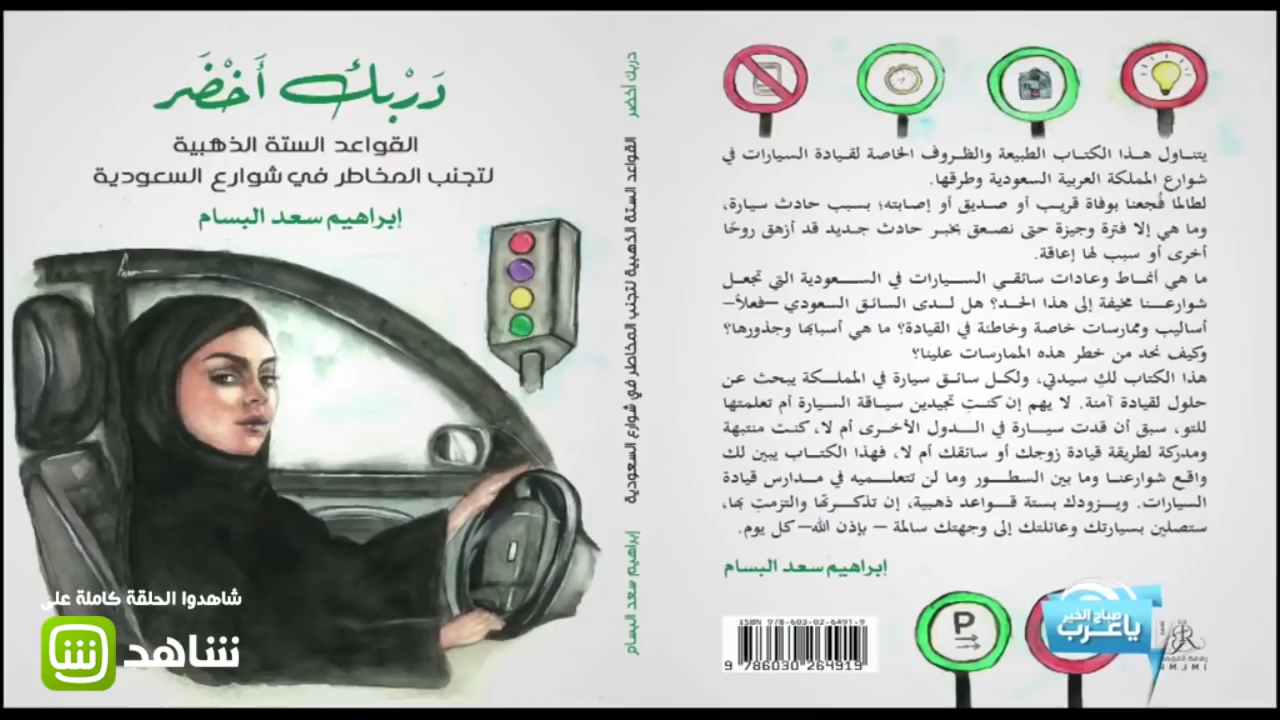 دَرْبك أَخْضَر
القواعد الستة الذهبية
لتجنب المخاطر في شوارع السعودية
إبراهيم سعد البسام
شاهدوا الحلقة كاملة على
شاهد
دربك أخضر القواعد الستة الذهبية لتجنب المخاطر في شوارع السعودية إبراهيم سعد البسام
يتناول هذا الكتاب الطبيعة والظروف الخاصة لقيادة السيارات في
شوارع المملكة العربية السعودية وطرقها.
لطالما فُجعنا بوفاة قريب أو صديق أو إصابته؛ بسبب حادث سيارة،
وما هي إلا فترة وجيزة حتى نصعق بخبر حادث جديد قد أزهق روحًا
أخرى أو سبب لها إعاقة.
ما هي أنماط وعادات سائقي السيارات في السعودية التي تجعل
شوارعنا مخيفة إلى هذا الحد؟ هل لدى السائق السعودي –فعلاً–
أساليب وممارسات خاصة وخاطئة في القيادة؟ ما هي أسبابها وجذورها؟
وكيف نحد من خطر هذه الممارسات علينا؟
هذا الكتاب لكِ سيدتي، ولكل سائق سيارة في المملكة يبحث عن
حلول لقيادة آمنة. لا يهم إن كنتِ تجيدين سياقة السيارة أم تعلمتها
للتو، سبق أن قدت سيارة في الدول الأخرى أم لا، كنت منتبهة
ومدركة لطريقة قيادة زوجك أو سائقك أم لا، فهذا الكتاب يبين لك
واقع شوارعنا وما بين السطور وما لن تتعلميه في مدارس قيادة
السيارات. ويزودك بستة قواعد ذهبية، إن تذكرتها والتزمتِ بها،
ستصلين بسيارتك وعائلتك إلى وجهتك سالمة – بإذن الله– كل يوم.
إبراهيم سعد البسام
ISBN 978-603-02-6491-9
9 786030 264919
P
صباح الخير
يا عرب